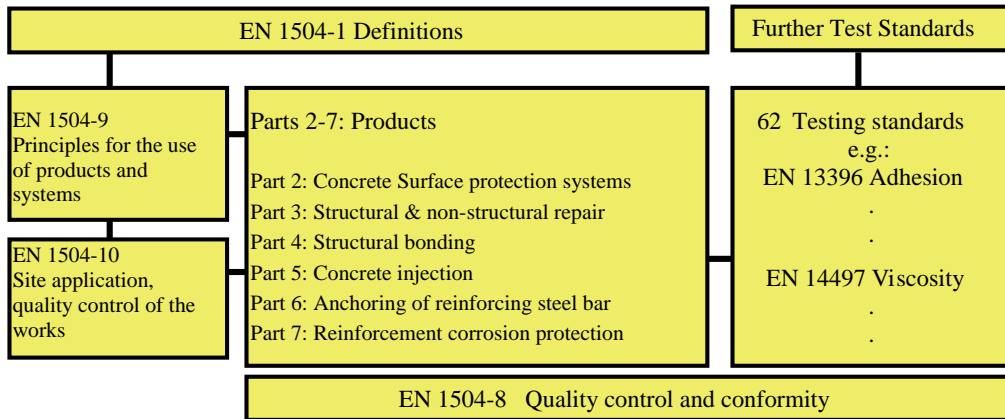 EN 1504-1 Definitions
Further Test Standards
EN 1504-9
Principles for the use
of products and
systems
EN 1504-10
Site application,
quality control of the
works
Parts 2-7: Products
Part 2: Concrete Surface protection systems
Part 3: Structural & non-structural repair
Part 4: Structural bonding
Part 5: Concrete injection
Part 6: Anchoring of reinforcing steel bar
Part 7: Reinforcement corrosion protection
62 Testing standards
e.g.:
EN 13396 Adhesion
.
.
EN 14497 Viscosity
.
.
EN 1504-8 Quality control and conformity